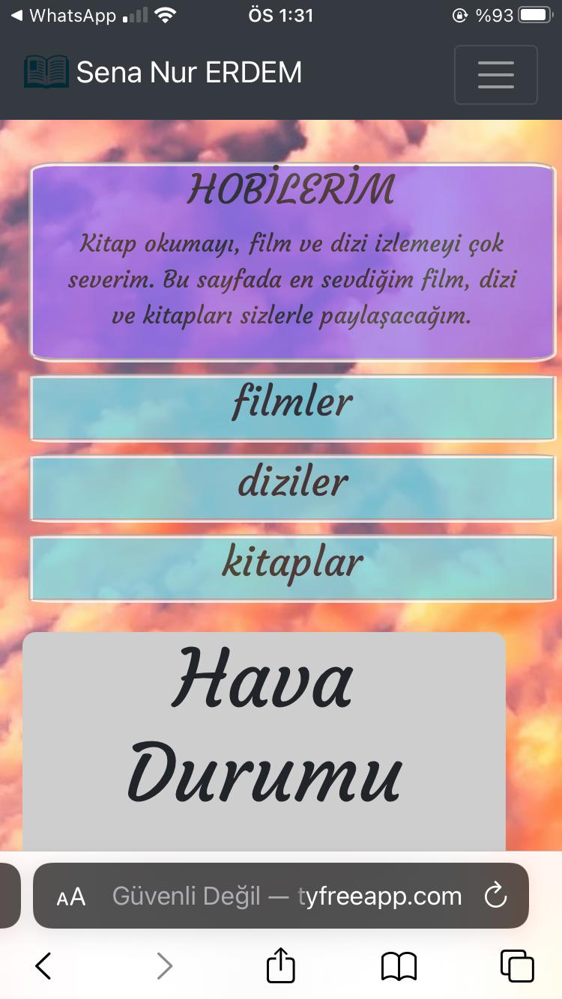 WhatsApp ÖS 1:31 %93
Sena Nur ERDEM
HOBİLERİM
Kitap okumayı, film ve dizi izlemeyi çok
severim. Bu sayfada en sevdiğim film, dizi
ve kitapları sizlerle paylaşacağım.
filmler
diziler
kitaplar
Hava
Durumu
AA Güvenli Değil — tyfreeapp.com